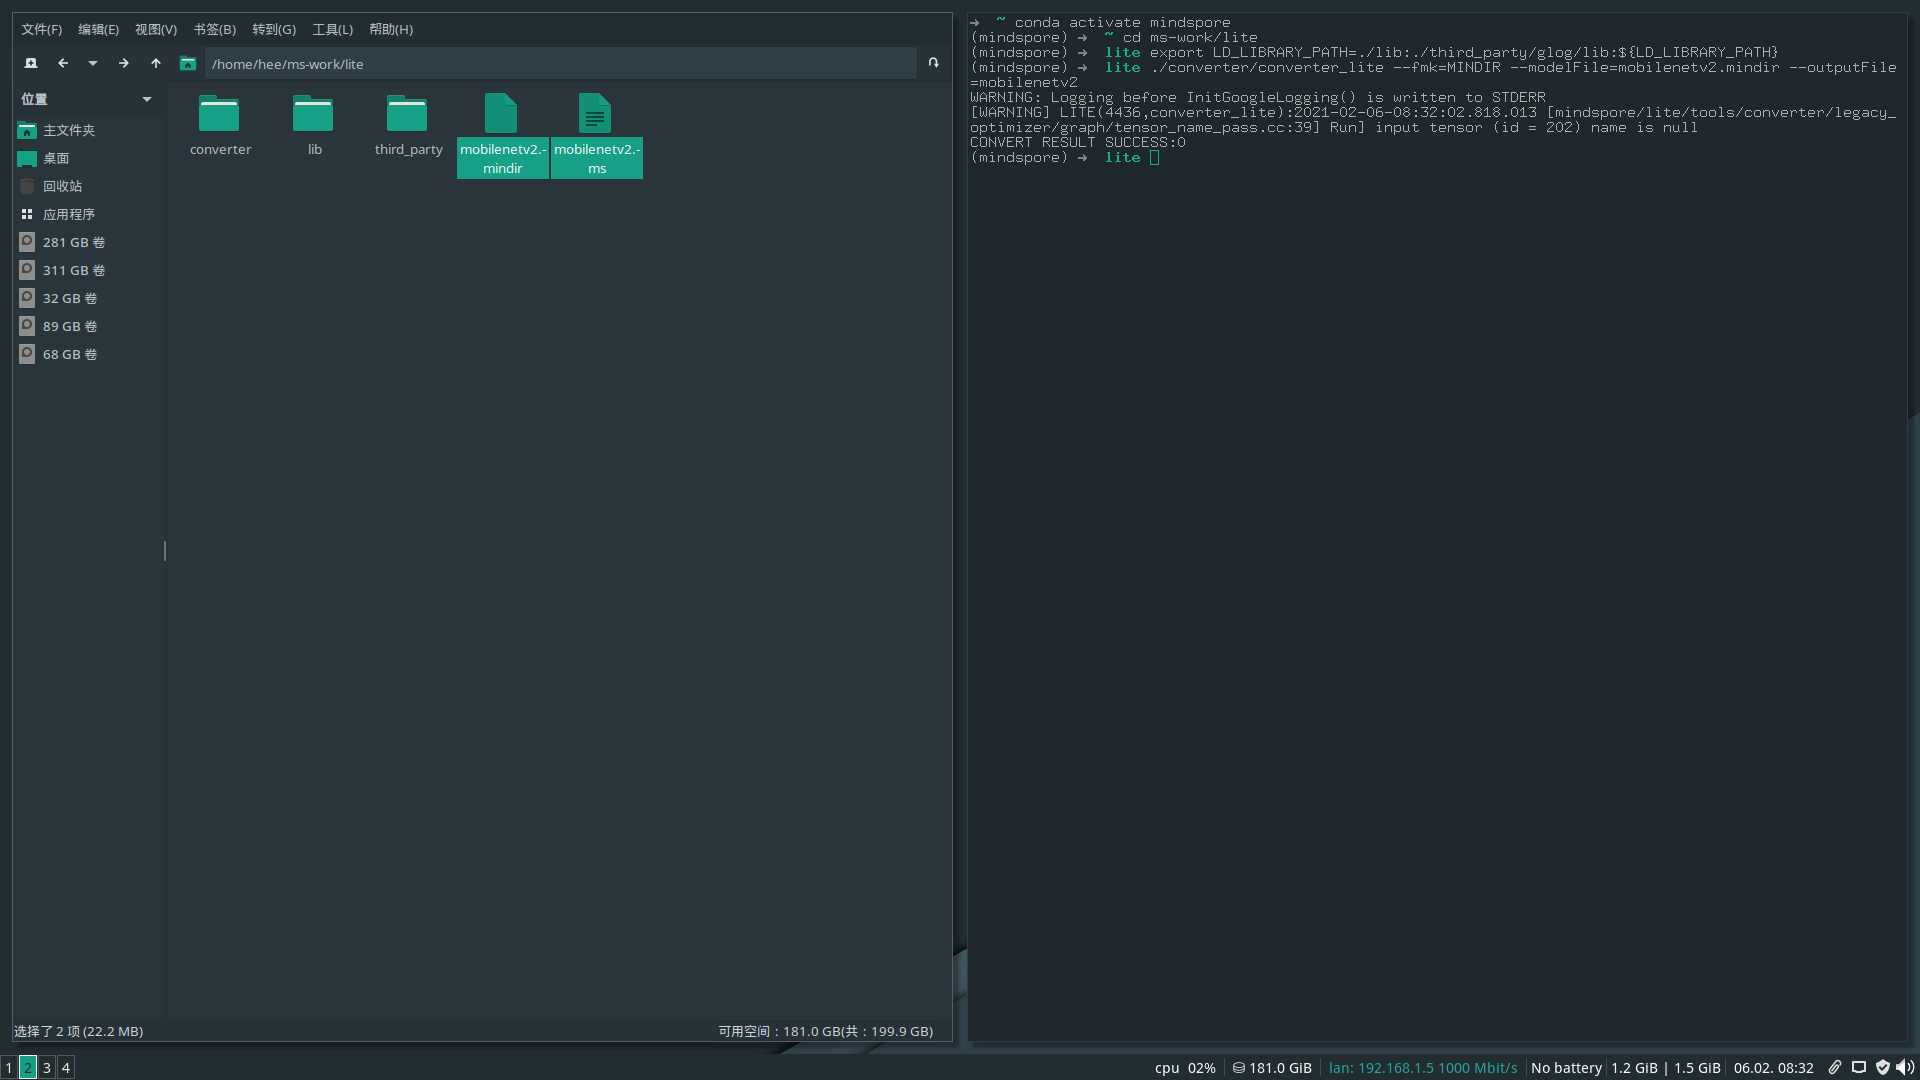 文件(F) 编辑(E) 视图(V) 书签(B) 转到(G) 工具(L) 帮助(H)
/home/hee/ms-work/lite
位置
主文件夹
桌面
回收站
应用程序
281 GB 卷
311 GB 卷
32 GB 卷
89 GB 卷
68 GB 卷
converter
lib
third_party
mobilenetv2.-
mindir
mobilenetv2.-
ms
选择了 2 项 (22.2 MB)
可用空间：181.0 GB(共：199.9 GB)
➜ ~ conda activate mindspore
(mindspore) ➜ ~ cd ms-work/lite
(mindspore) ➜ lite export LD_LIBRARY_PATH=./lib:./third_party/glog/lib:${LD_LIBRARY_PATH}
(mindspore) ➜ lite ./converter/converter_lite --fmk=MINDIR --modelFile=mobilenetv2.mindir --outputFile
=mobilenetv2
WARNING: Logging before InitGoogleLogging() is written to STDERR
[WARNING] LITE(4436,converter_lite):2021-02-06-08:32:02.818.013 [mindspore/lite/tools/converter/legacy_
optimizer/graph/tensor_name_pass.cc:39] Run] input tensor (id = 202) name is null
CONVERT RESULT SUCCESS:0
(mindspore) ➜ lite
1 2 3 4
cpu 02% 181.0 GiB lan: 192.168.1.5 1000 Mbit/s No battery 1.2 GiB | 1.5 GiB 06.02. 08:32